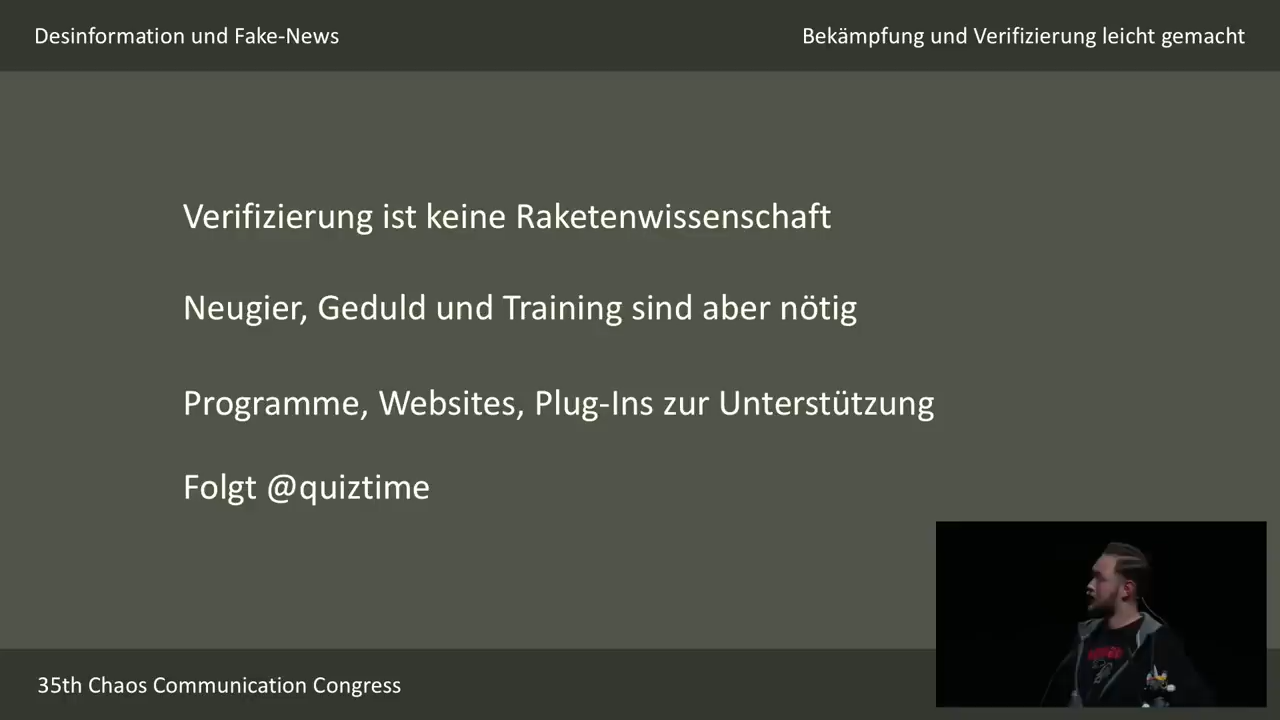 Desinformation und Fake-News
Bekämpfung und Verifizierung leicht gemacht
Verifizierung ist keine Raketenwissenschaft
Neugier, Geduld und Training sind aber nötig
Programme, Websites, Plug-Ins zur Unterstützung
Folgt @quiztime
35th Chaos Communication Congress